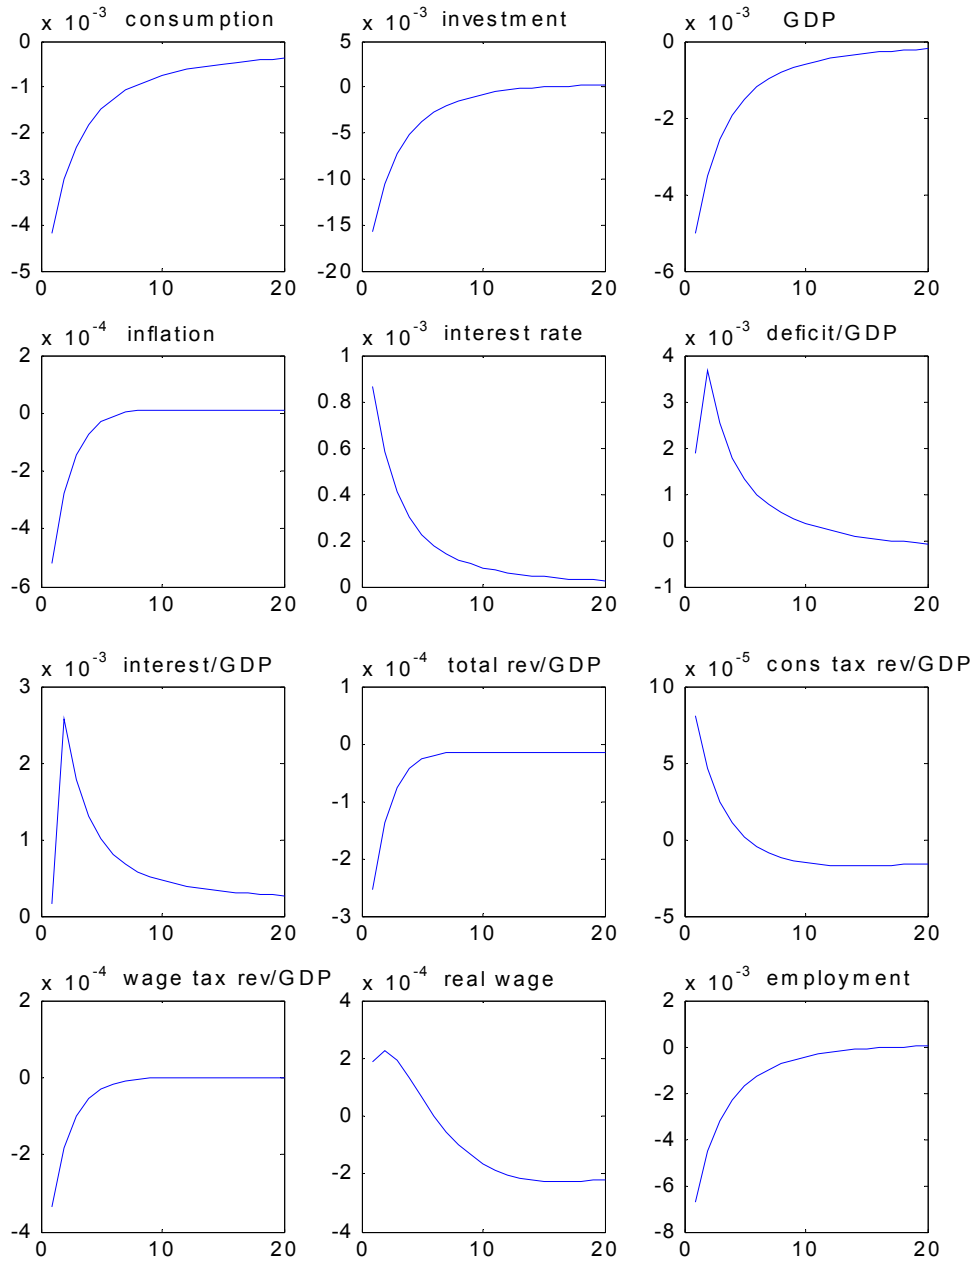 x 10-3 consumption
0
-1
-2
-3
-4
-5
0 10 20
x 10-3 investment
5
0
-5
-10
-15
-20
0 10 20
x 10-3 GDP
0
-2
-4
-6
0 10 20
x 10-4 inflation
2
0
-2
-4
-6
0 10 20
x 10-3 interest rate
1
0.8
0.6
0.4
0.2
0
0 10 20
x 10-3 deficit/GDP
4
3
2
1
0
-1
0 10 20
x 10-3 interest/GDP
3
2
1
0
0 10 20
x 10-4 total rev/GDP
1
0
-1
-2
-3
0 10 20
x 10-5 cons tax rev/GDP
10
5
0
-5
0 10 20
x 10-4 wage tax rev/GDP
2
0
-2
-4
0 10 20
x 10-4 real wage
4
2
0
-2
-4
0 10 20
x 10-3 employment
2
0
-2
-4
-6
-8
0 10 20